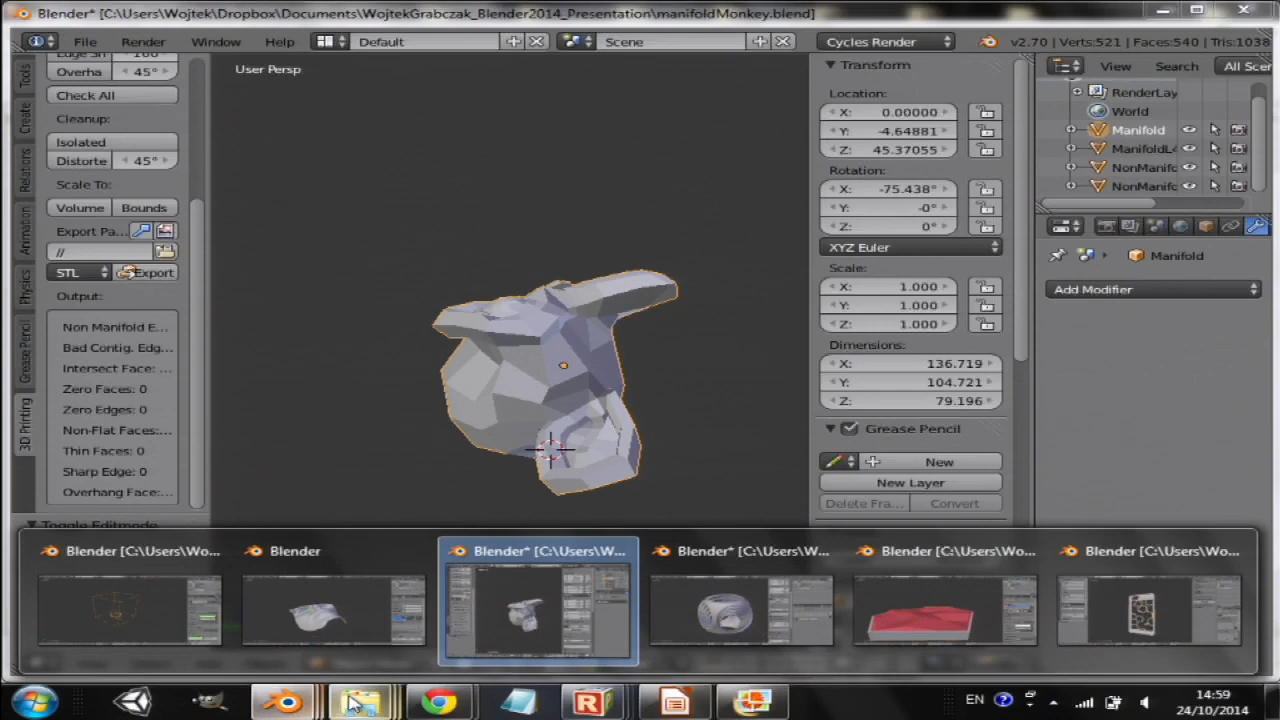 Blender* [C:\Users\Wojtek\Dropbox\Documents\WojtekGrabczak_Blender2014_Presentation\manifoldMonkey.blend]
File Render Window Help Default Scene Cycles Render v2.70 | Verts:521 | Faces:540 | Tris:1038
Tools
Create
Relations
Animation
Physics
Grease Pencil
3D Printing
Overha 45°
Check All
Cleanup:
Isolated
Distorte 45°
Scale To:
Volume Bounds
Export Pa...
//
STL Export
Output:
Non Manifold E...
Bad Contig. Edg...
Intersect Face: ...
Zero Faces: 0
Zero Edges: 0
Non-Flat Faces:...
Thin Faces: 0
Sharp Edge: 0
Overhang Face:...
Toggle Editmode
User Persp
Transform
Location:
X: 0.00000
Y: -4.64881
Z: 45.37055
Rotation:
X: -75.438°
Y: -0°
Z: 0°
XYZ Euler
Scale:
X: 1.000
Y: 1.000
Z: 1.000
Dimensions:
X: 136.719
Y: 104.721
Z: 79.196
Grease Pencil
New
New Layer
Delete Fra... Convert
View Search All Scer
RenderLay
World
Manifold
ManifoldL
NonManifo
NonManifo
Manifold
Add Modifier
Blender [C:\Users\Wo...
Blender
Blender* [C:\Users\W...
Blender* [C:\Users\W...
Blender [C:\Users\Wo...
Blender [C:\Users\Wo...
EN
14:59
24/10/2014